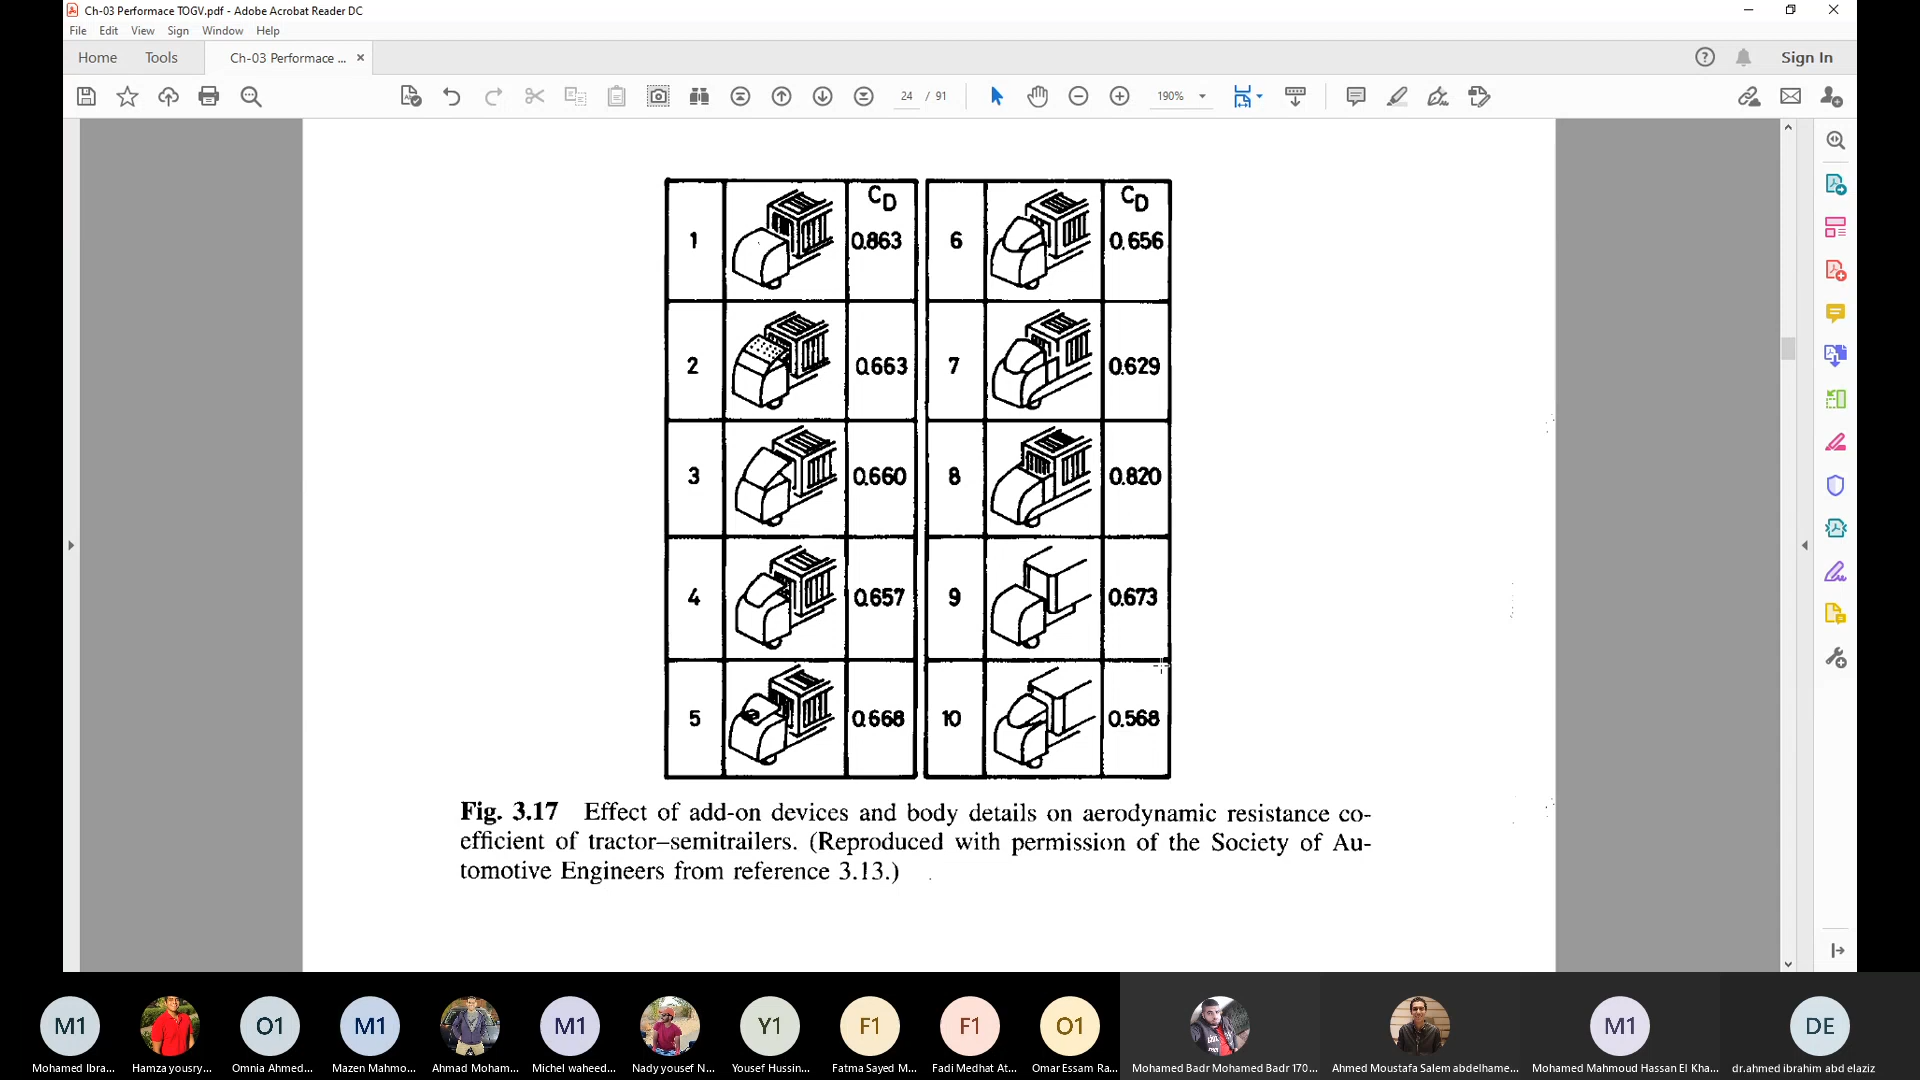 Ch-03 Performace TOGV.pdf - Adobe Acrobat Reader DC
File Edit View Sign Window Help
Home Tools Ch-03 Performace ... × Sign In
24 / 91 190%
1 CD 0.863 6 CD 0.656
2 0.663 7 0.629
3 0.660 8 0.820
4 0.657 9 0.673
5 0.668 10 0.568
Fig. 3.17 Effect of add-on devices and body details on aerodynamic resistance co-
efficient of tractor–semitrailers. (Reproduced with permission of the Society of Au-
tomotive Engineers from reference 3.13.)
M1 O1 M1 M1 Y1 F1 F1 O1 M1 DE
Mohamed Ibra... Hamza yousry... Omnia Ahmed... Mazen Mahmo... Ahmad Moham... Michel waheed... Nady yousef N... Yousef Hussin... Fatma Sayed M... Fadi Medhat At... Omar Essam Ra... Mohamed Badr Mohamed Badr 170... Ahmed Moustafa Salem abdelhame... Mohamed Mahmoud Hassan El Kha... dr.ahmed ibrahim abd elaziz